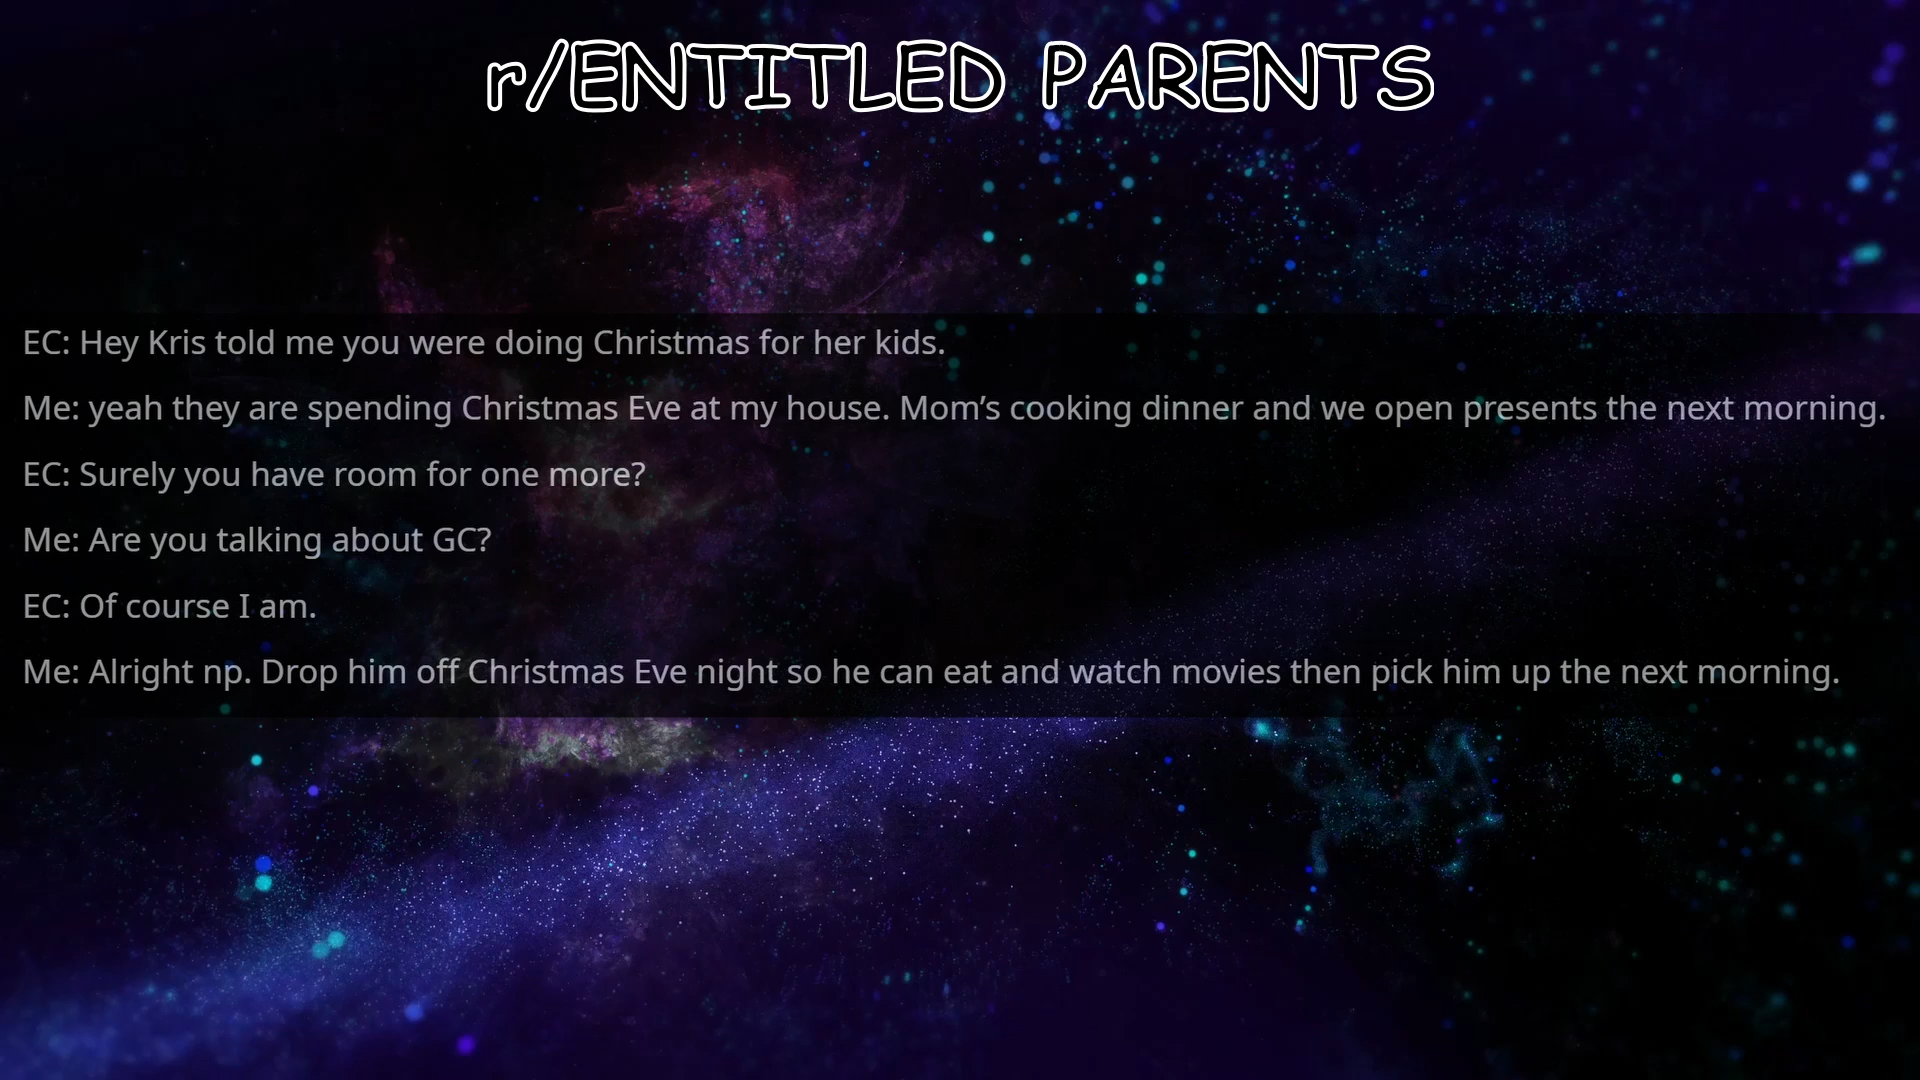 r/ENTITLED PARENTS
EC: Hey Kris told me you were doing Christmas for her kids.
Me: yeah they are spending Christmas Eve at my house. Mom’s cooking dinner and we open presents the next morning.
EC: Surely you have room for one more?
Me: Are you talking about GC?
EC: Of course I am.
Me: Alright np. Drop him off Christmas Eve night so he can eat and watch movies then pick him up the next morning.